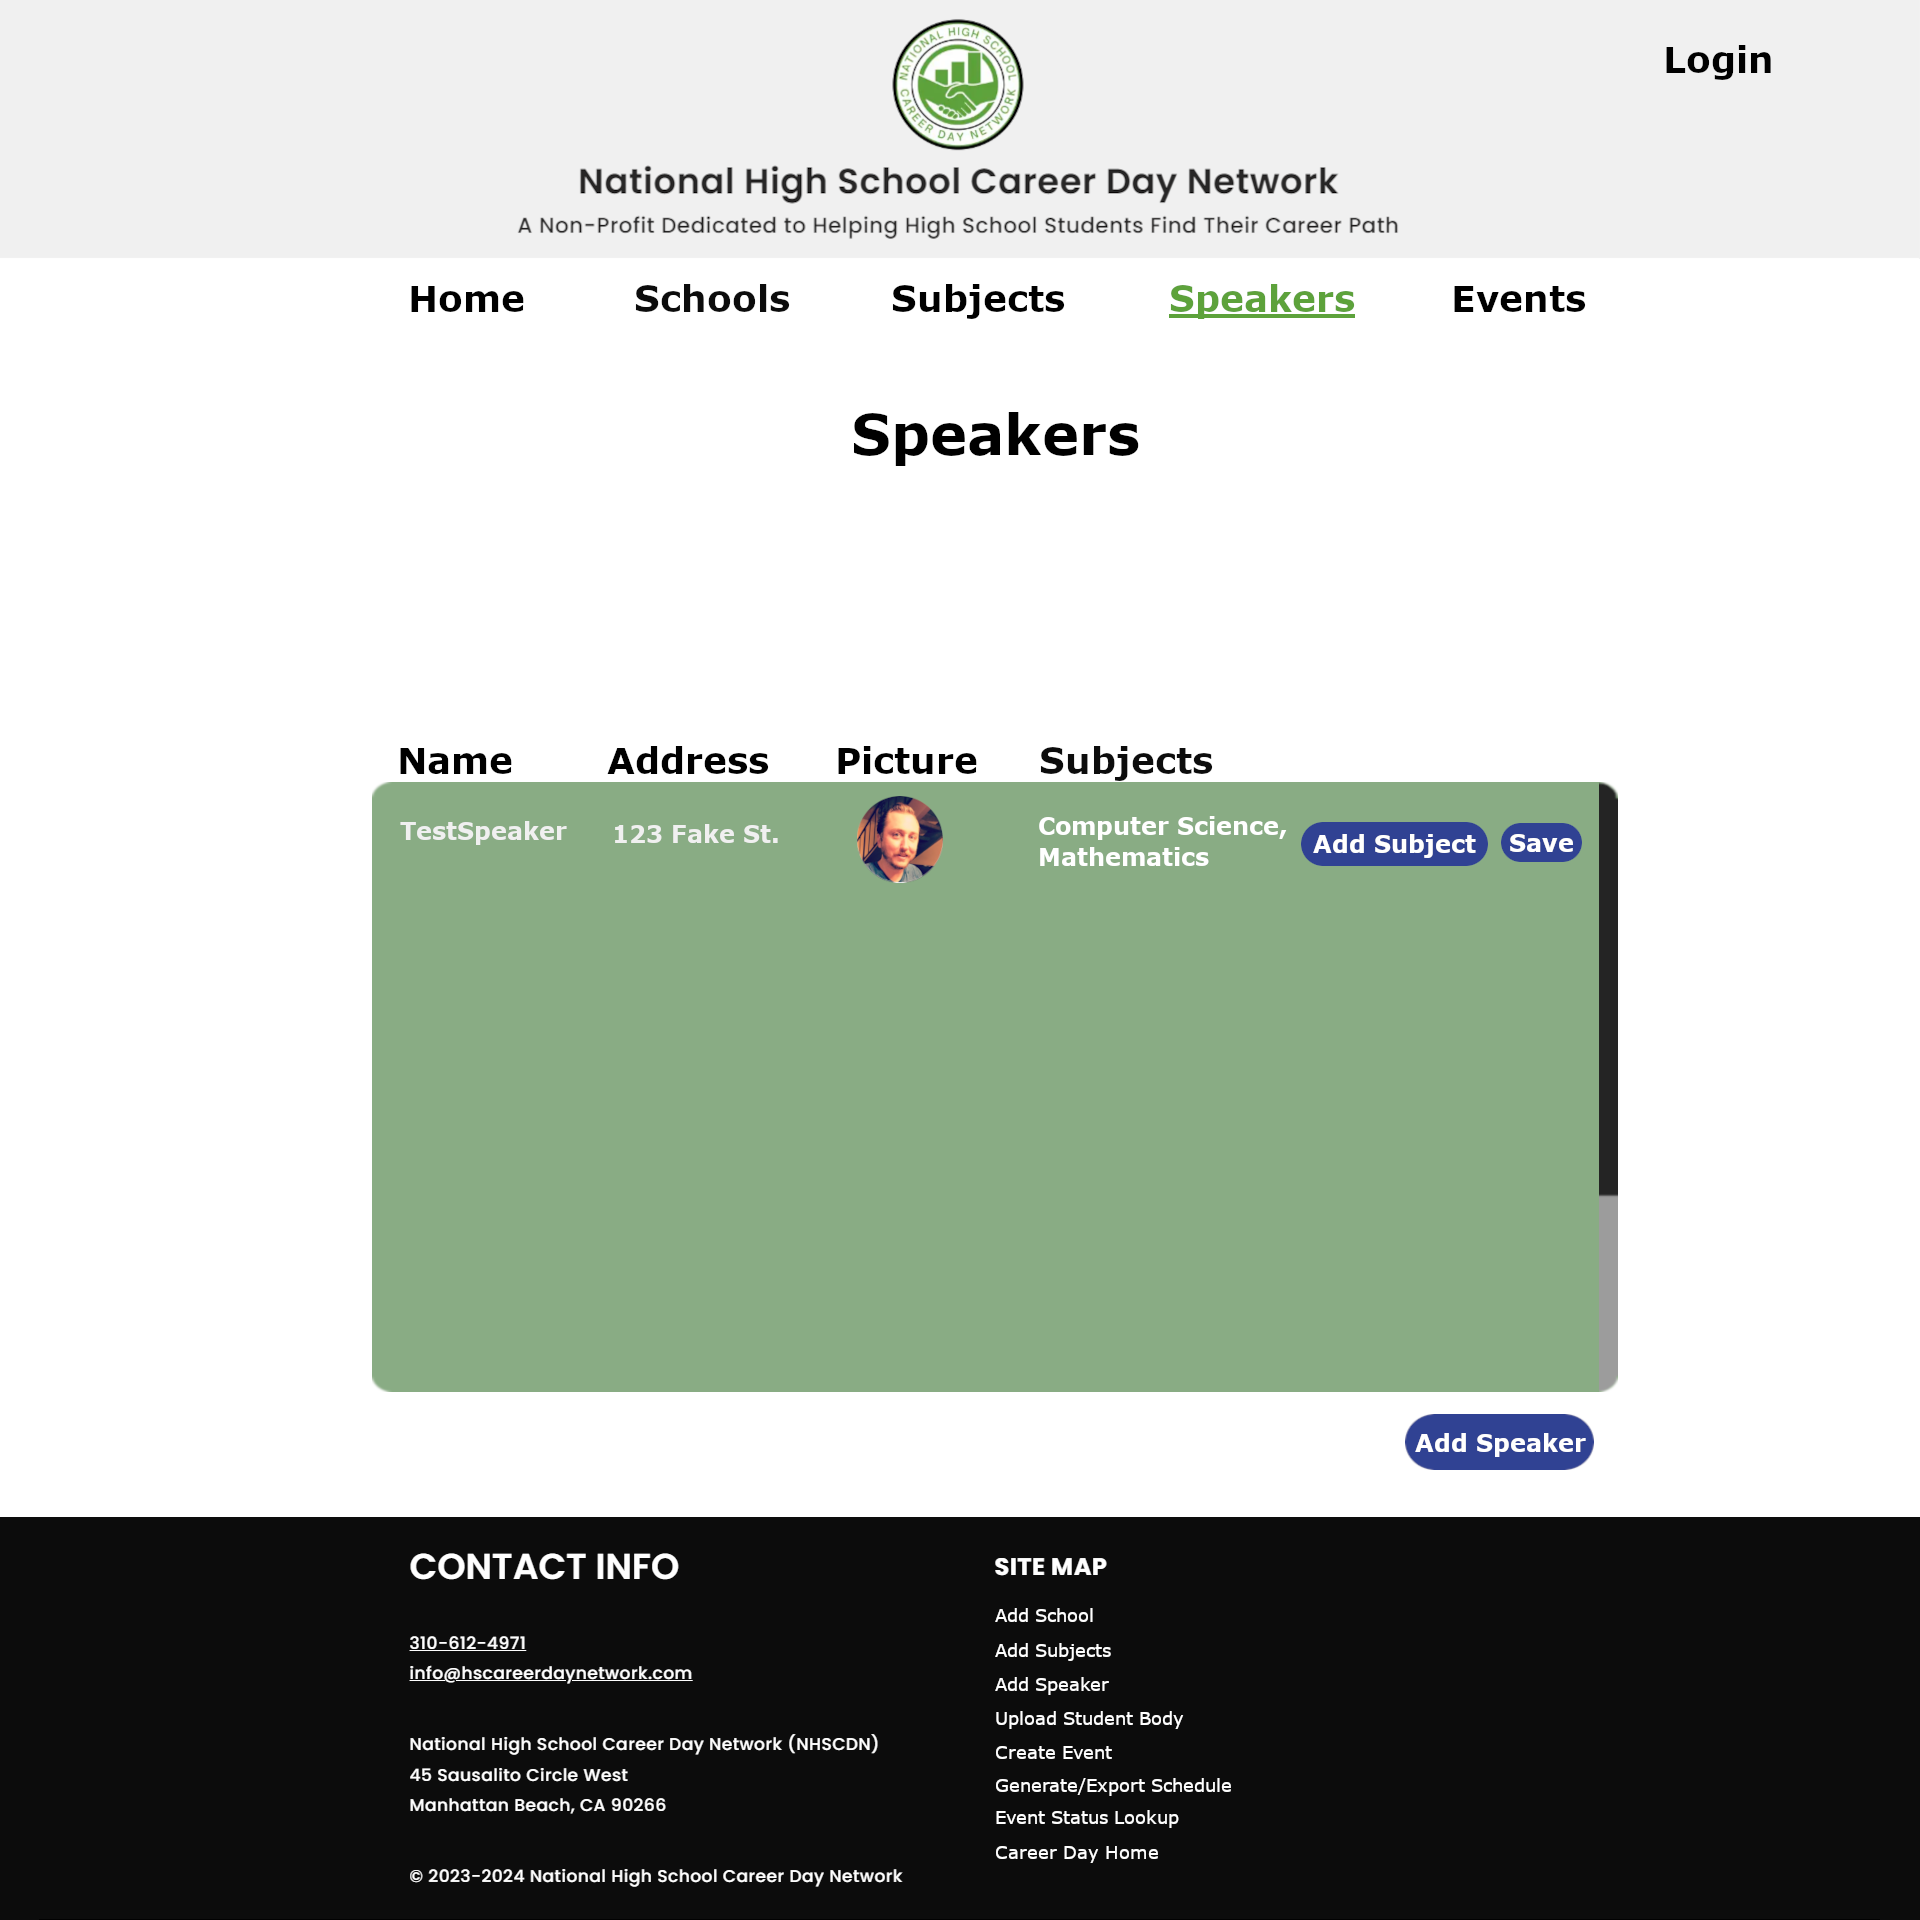 NATIONAL HIGH SCHOOL
CAREER DAY NETWORK
Login
National High School Career Day Network
A Non-Profit Dedicated to Helping High School Students Find Their Career Path
Home Schools Subjects Speakers Events
Speakers
Name Address Picture Subjects
TestSpeaker 123 Fake St. Computer Science,
Mathematics
Add Subject Save
Add Speaker
CONTACT INFO
310-612-4971
info@hscareerdaynetwork.com
National High School Career Day Network (NHSCDN)
45 Sausalito Circle West
Manhattan Beach, CA 90266
© 2023-2024 National High School Career Day Network
SITE MAP
Add School
Add Subjects
Add Speaker
Upload Student Body
Create Event
Generate/Export Schedule
Event Status Lookup
Career Day Home